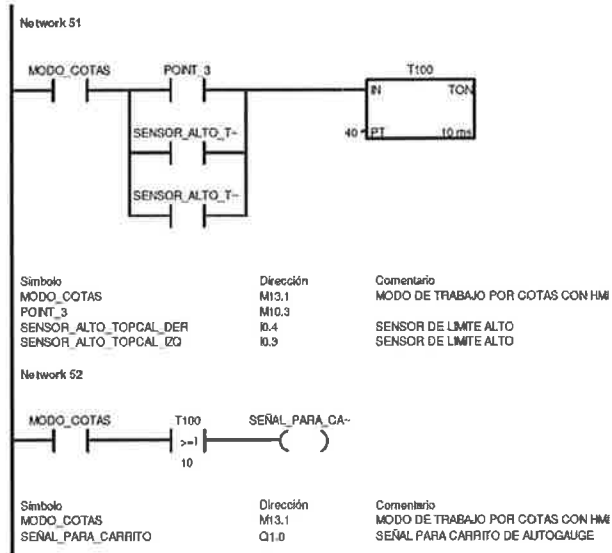 Network 51
MODO_COTAS POINT_3 T100
IN TON
SENSOR_ALTO_T~
40 PT 10 ms
SENSOR_ALTO_T~
Símbolo Dirección Comentario
MODO_COTAS M13.1 MODO DE TRABAJO POR COTAS CON HMI
POINT_3 M10.3
SENSOR_ALTO_TOPCAL_DER I0.4 SENSOR DE LIMITE ALTO
SENSOR_ALTO_TOPCAL_IZQ I0.3 SENSOR DE LIMITE ALTO
Network 52
MODO_COTAS T100 SEÑAL_PARA_CA~
>=I
10
Símbolo Dirección Comentario
MODO_COTAS M13.1 MODO DE TRABAJO POR COTAS CON HMI
SEÑAL_PARA_CARRITO Q1.0 SEÑAL PARA CARRITO DE AUTOGAUGE